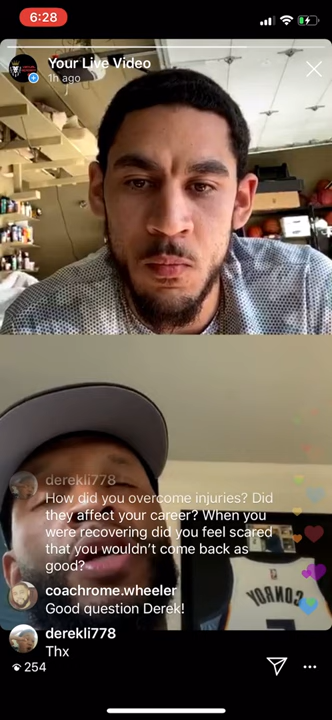 6:28
Your Live Video
1h ago
derekli778
How did you overcome injuries? Did
they affect your career? When you
were recovering did you feel scared
that you wouldn't come back as
good?
CONROY
coachrome.wheeler
Good question Derek!
derekli778
Thx
254